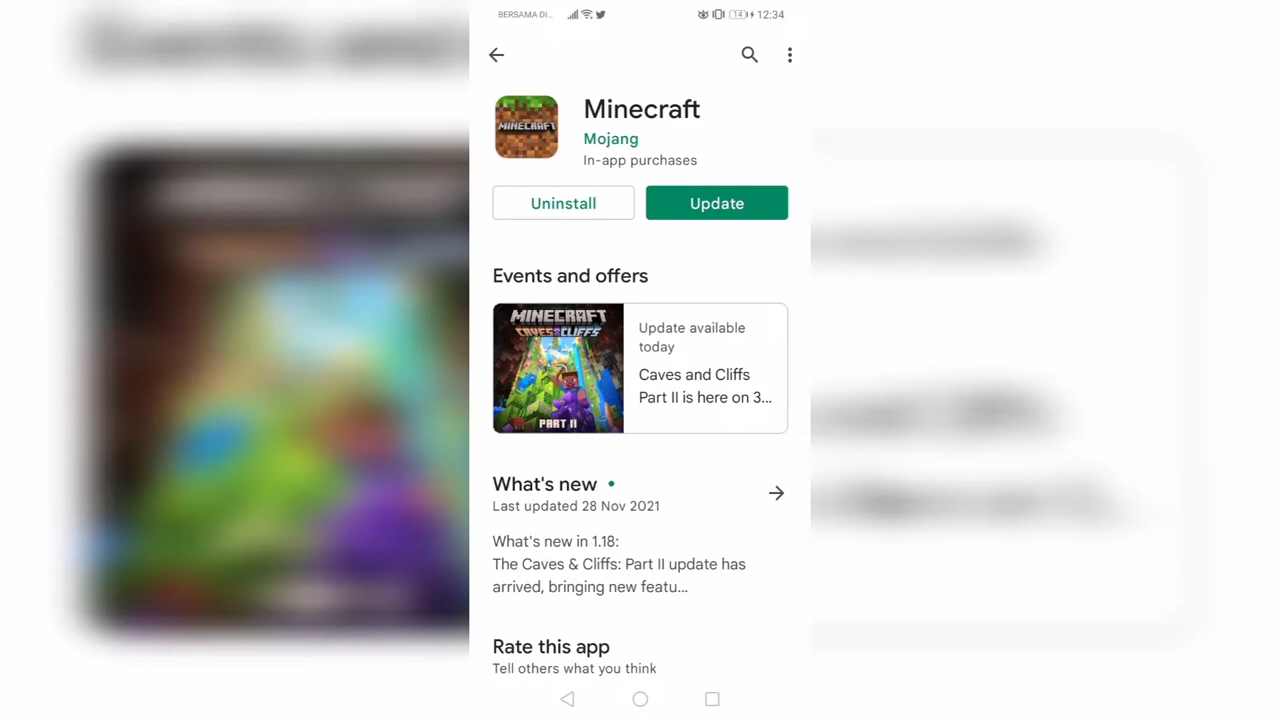 BERSAMA DI...
14 12:34
Minecraft
MINECRAFT
Mojang
In-app purchases
Uninstall
Update
Events and offers
MINECRAFT
CAVES & CLIFFS
PART II
Update available
today
Caves and Cliffs
Part II is here on 3...
What's new
Last updated 28 Nov 2021
What's new in 1.18:
The Caves & Cliffs: Part II update has
arrived, bringing new featu...
Rate this app
Tell others what you think